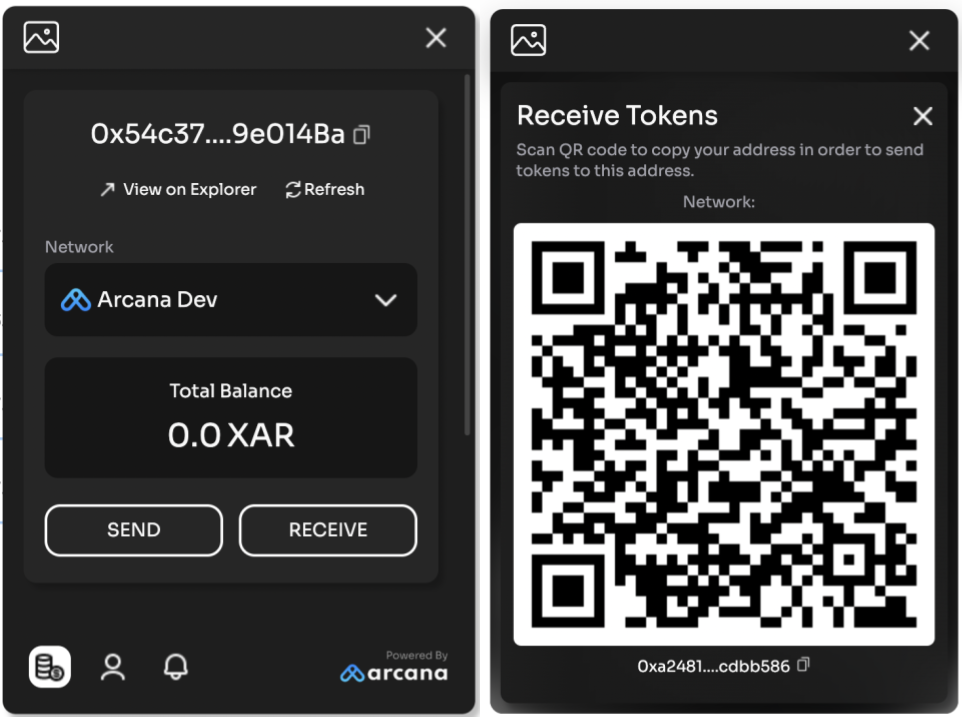 0x54c37....9e014Ba
View on Explorer Refresh
Network
Arcana Dev
Total Balance
0.0 XAR
SEND RECEIVE
Powered By
arcana
Receive Tokens
Scan QR code to copy your address in order to send
tokens to this address.
Network:
0xa2481....cdbb586